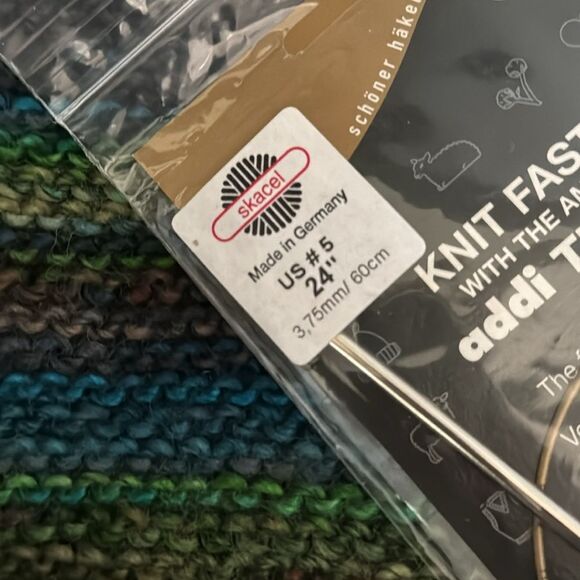 schöner häkel
skacel
Made in Germany
US # 5
24"
3,75mm/ 60cm
KNIT FAST
WITH THE AM
addi T
The
Ve